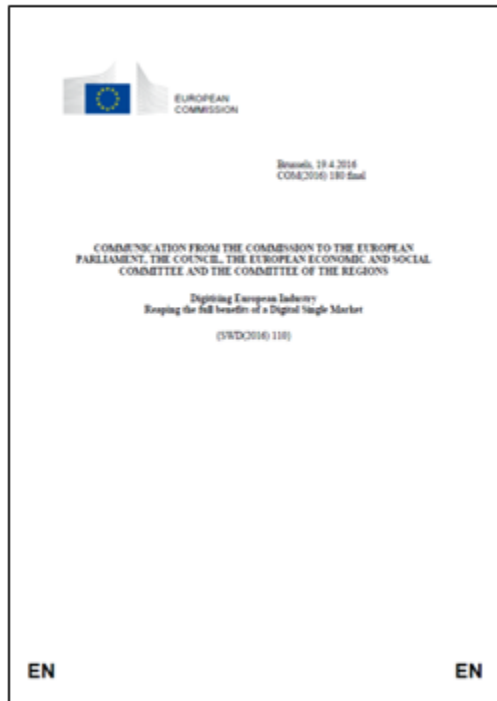 EUROPEAN
COMMISSION
Brussels, 19.4.2016
COM(2016) 180 final
COMMUNICATION FROM THE COMMISSION TO THE EUROPEAN
PARLIAMENT, THE COUNCIL, THE EUROPEAN ECONOMIC AND SOCIAL
COMMITTEE AND THE COMMITTEE OF THE REGIONS
Digitising European Industry
Reaping the full benefits of a Digital Single Market
(SWD(2016) 110)
EN
EN